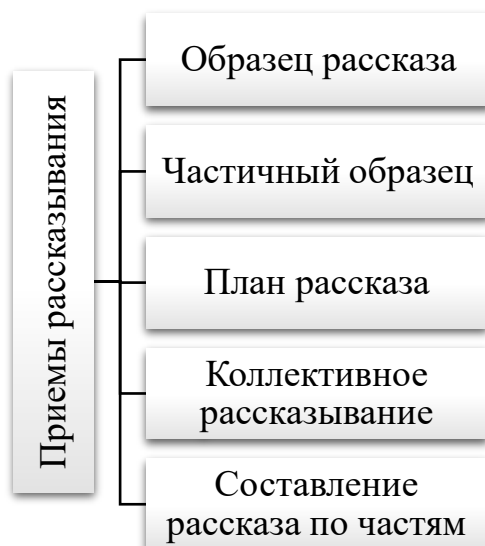 Приемы рассказывания
Образец рассказа
Частичный образец
План рассказа
Коллективное
рассказывание
Составление
рассказа по частям